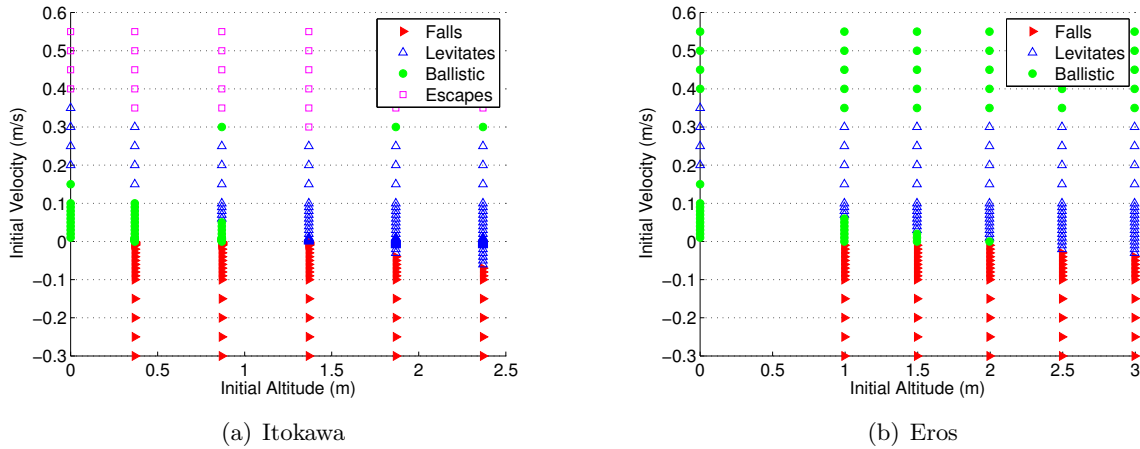 0.6
0.5
0.4
0.3
0.2
0.1
0
−0.1
−0.2
−0.3
Initial Velocity (m/s)
Falls
Levitates
Ballistic
Escapes
0 0.5 1 1.5 2 2.5
Initial Altitude (m)
(a) Itokawa
0.6
0.5
0.4
0.3
0.2
0.1
0
−0.1
−0.2
−0.3
Initial Velocity (m/s)
Falls
Levitates
Ballistic
0 0.5 1 1.5 2 2.5 3
Initial Altitude (m)
(b) Eros